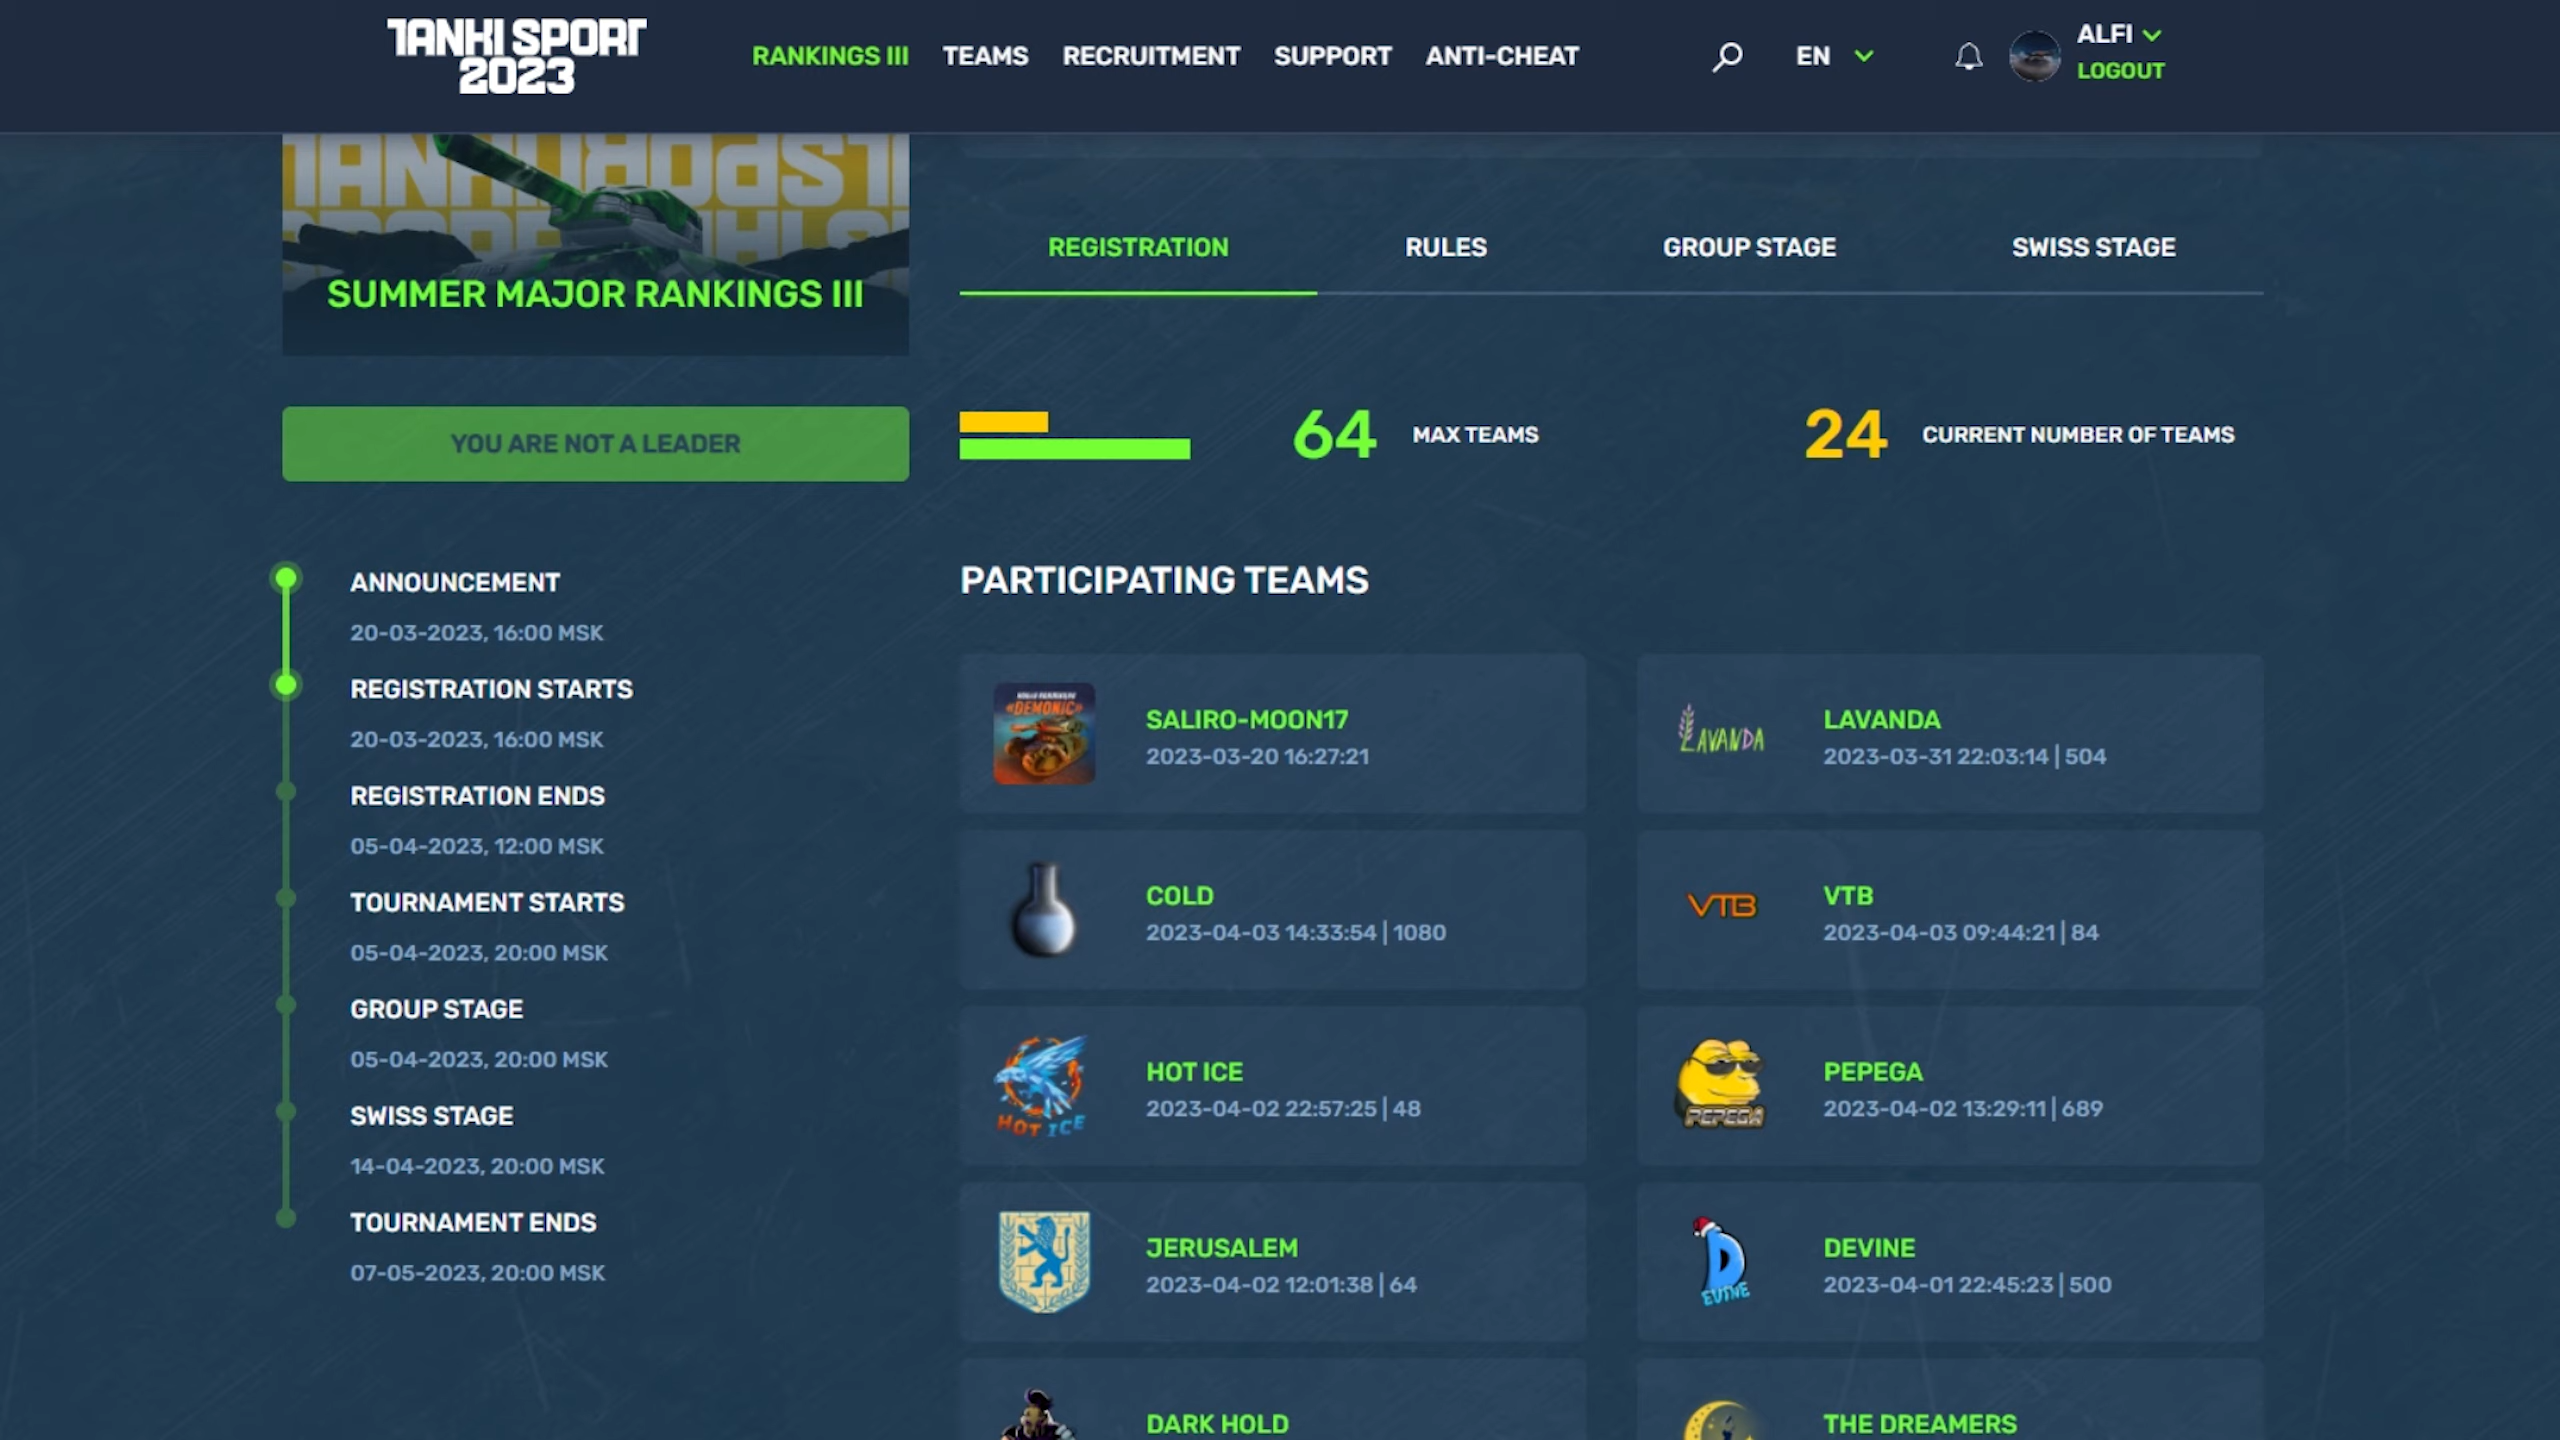 TANKI SPORT
2023
RANKINGS III
TEAMS
RECRUITMENT
SUPPORT
ANTI-CHEAT
EN
ALFI
LOGOUT
SUMMER MAJOR RANKINGS III
YOU ARE NOT A LEADER
ANNOUNCEMENT
20-03-2023, 16:00 MSK
REGISTRATION STARTS
20-03-2023, 16:00 MSK
REGISTRATION ENDS
05-04-2023, 12:00 MSK
TOURNAMENT STARTS
05-04-2023, 20:00 MSK
GROUP STAGE
05-04-2023, 20:00 MSK
SWISS STAGE
14-04-2023, 20:00 MSK
TOURNAMENT ENDS
07-05-2023, 20:00 MSK
REGISTRATION
RULES
GROUP STAGE
SWISS STAGE
64 MAX TEAMS
24 CURRENT NUMBER OF TEAMS
PARTICIPATING TEAMS
«DEMONIC»
SALIRO-MOON17
2023-03-20 16:27:21
LAVANDA
LAVANDA
2023-03-31 22:03:14 | 504
COLD
2023-04-03 14:33:54 | 1080
VTB
VTB
2023-04-03 09:44:21 | 84
HOT ICE
HOT ICE
2023-04-02 22:57:25 | 48
PEPEGA
PEPEGA
2023-04-02 13:29:11 | 689
JERUSALEM
2023-04-02 12:01:38 | 64
D
EVINE
DEVINE
2023-04-01 22:45:23 | 500
DARK HOLD
THE DREAMERS